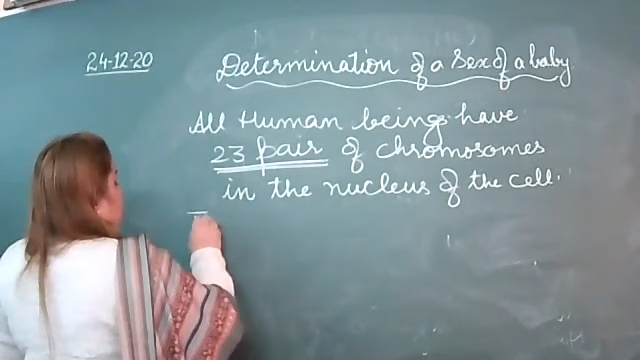 24-12-20
Determination of a Sex of a baby
All Human beings have
23 pair of chromosomes
in the nucleus of the cell.